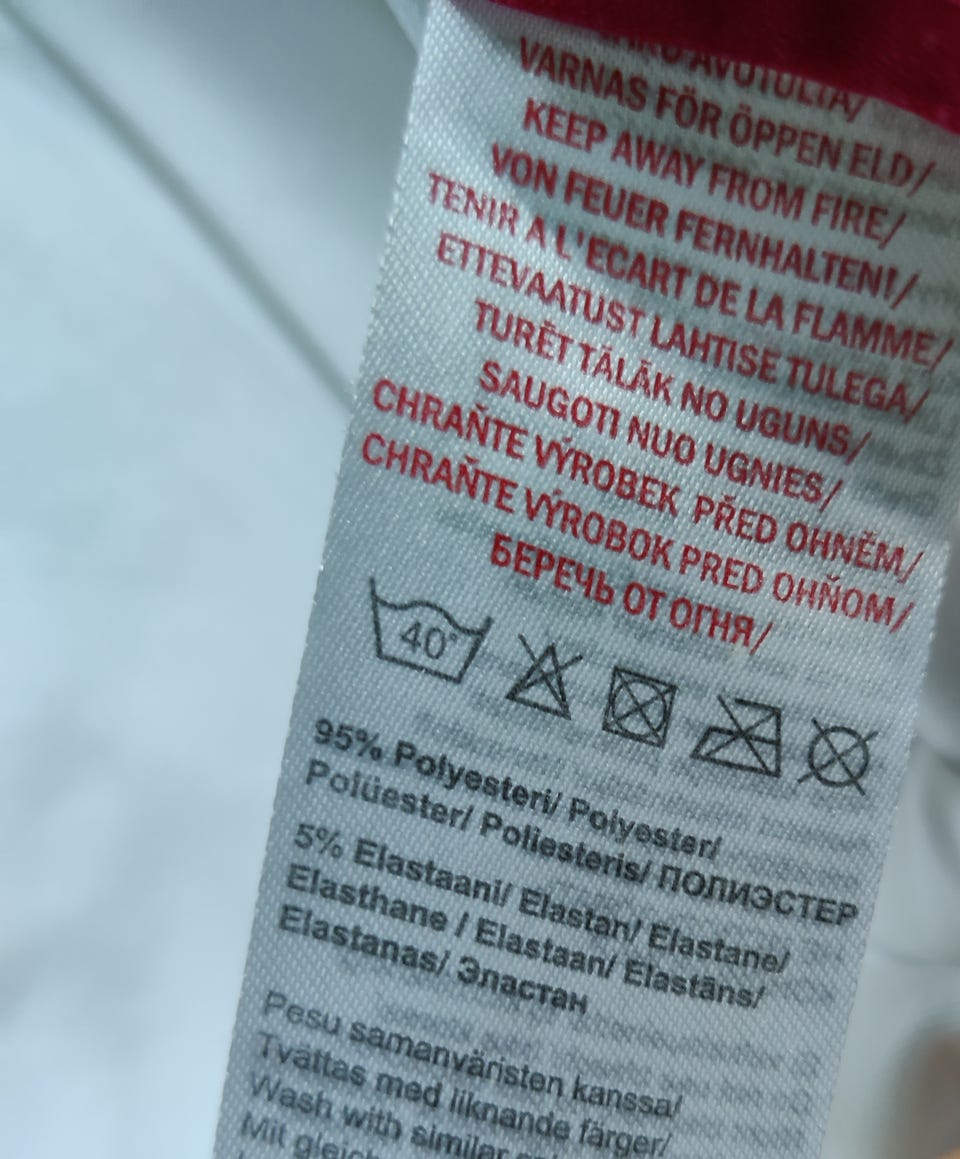 AVOTULTA/
VARNAS FÖR ÖPPEN ELD/
KEEP AWAY FROM FIRE/
VON FEUER FERNHALTEN!/
TENIR A L'ECART DE LA FLAMME/
ETTEVAATUST LAHTISE TULEGA/
TURĒT TĀLĀK NO UGUNS/
SAUGOTI NUO UGNIES/
CHRAŇTE VÝROBEK PŘED OHNĚM/
CHRAŇTE VÝROBOK PRED OHŇOM/
БЕРЕЧЬ ОТ ОГНЯ/
40°
95% Polyesteri/ Polyester/
Polüester/ Poliesteris/ ПОЛИЭСТЕР
5% Elastaani/ Elastan/ Elastane/
Elasthane / Elastaan/ Elastāns/
Elastanas/ Эластан
Pesu samanväristen kanssa/
Tvättas med liiknande färger/
Wash with similar
Mit